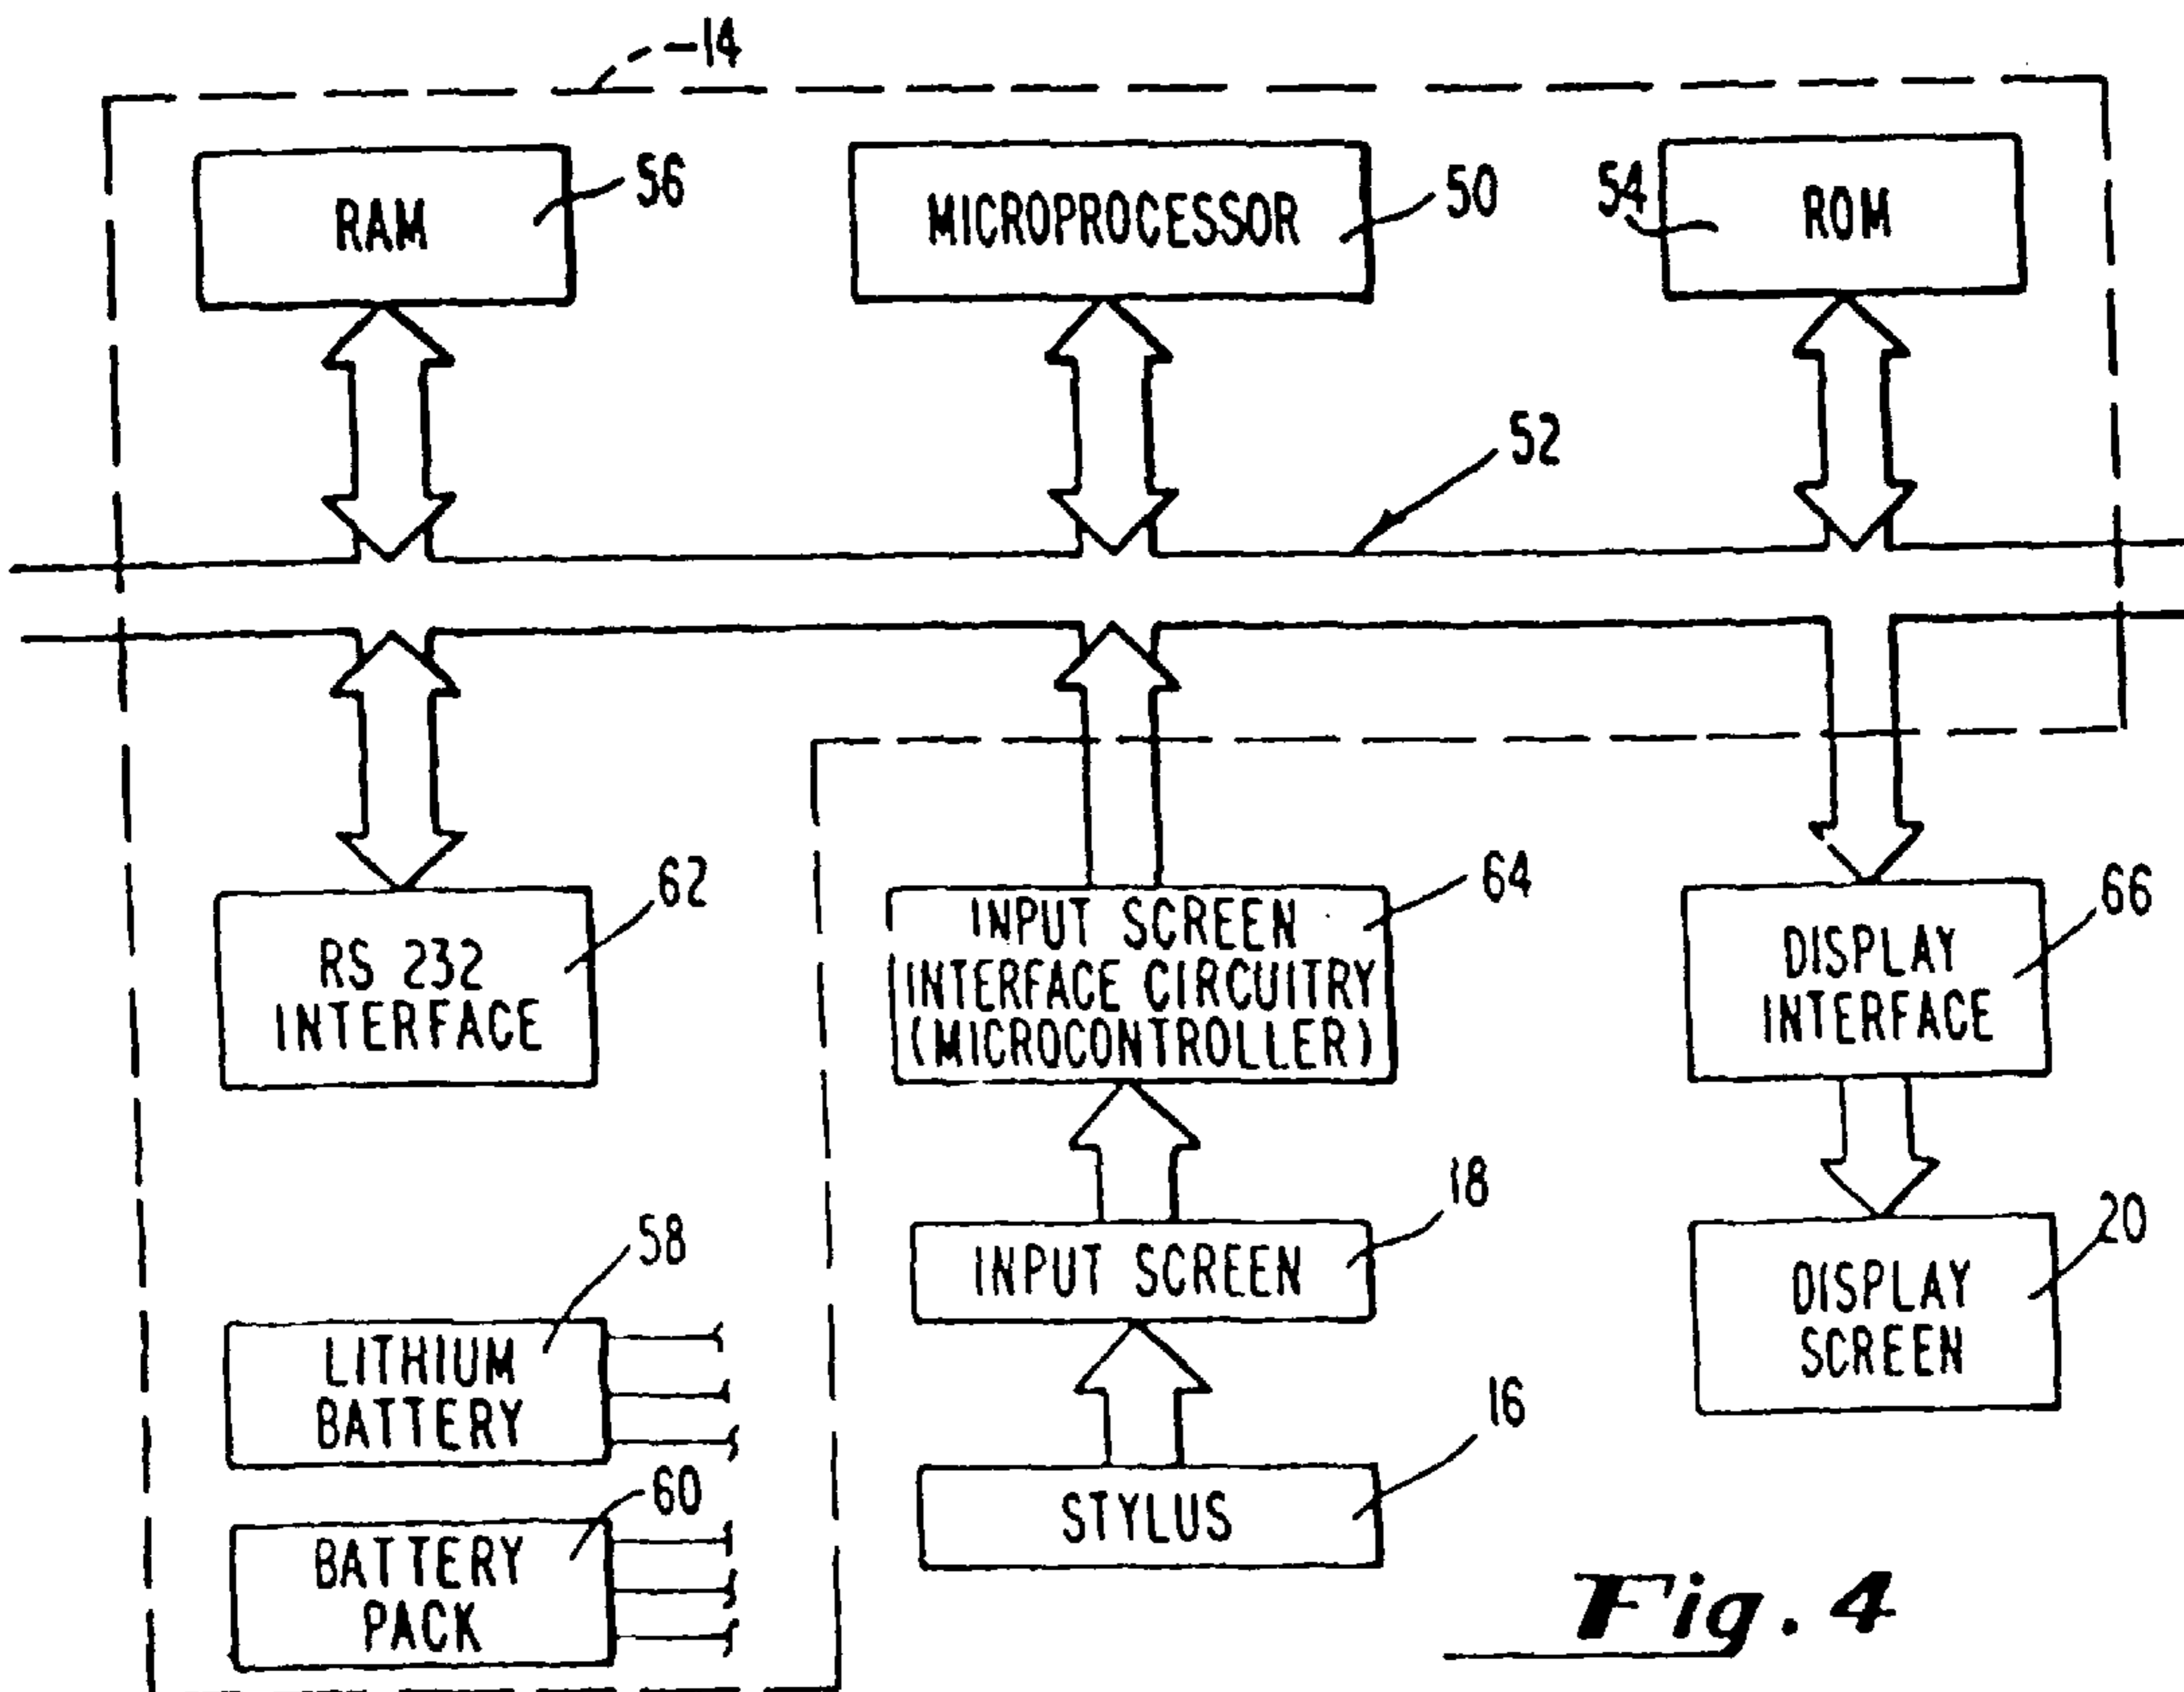 14
RAM
56
MICROPROCESSOR
50
54
ROM
52
62
RS 232
INTERFACE
INPUT SCREEN
INTERFACE CIRCUITRY
(MICROCONTROLLER)
64
DISPLAY
INTERFACE
66
58
LITHIUM
BATTERY
INPUT SCREEN
18
DISPLAY
SCREEN
20
60
BATTERY
PACK
STYLUS
16
Fig. 4